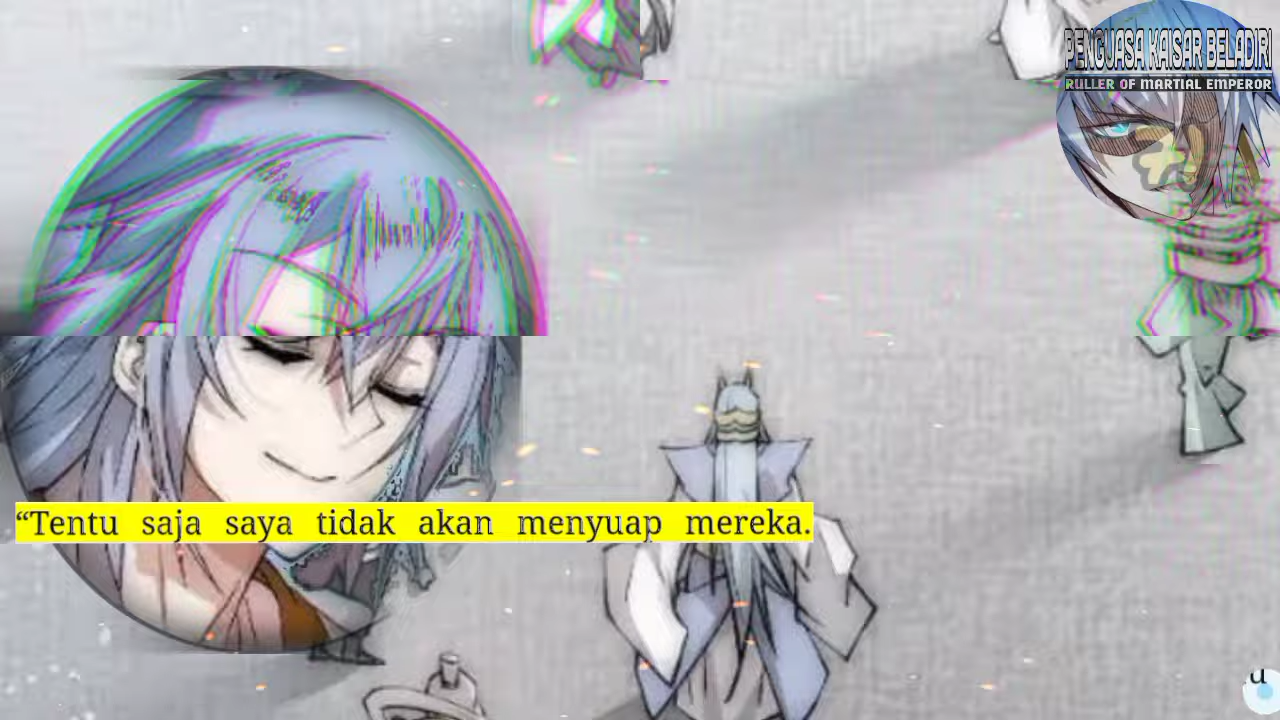 PENGUASA KAISAR BELADIRI
RULLER OF MARTIAL EMPEROR
“Tentu saja saya tidak akan menyuap mereka.
u